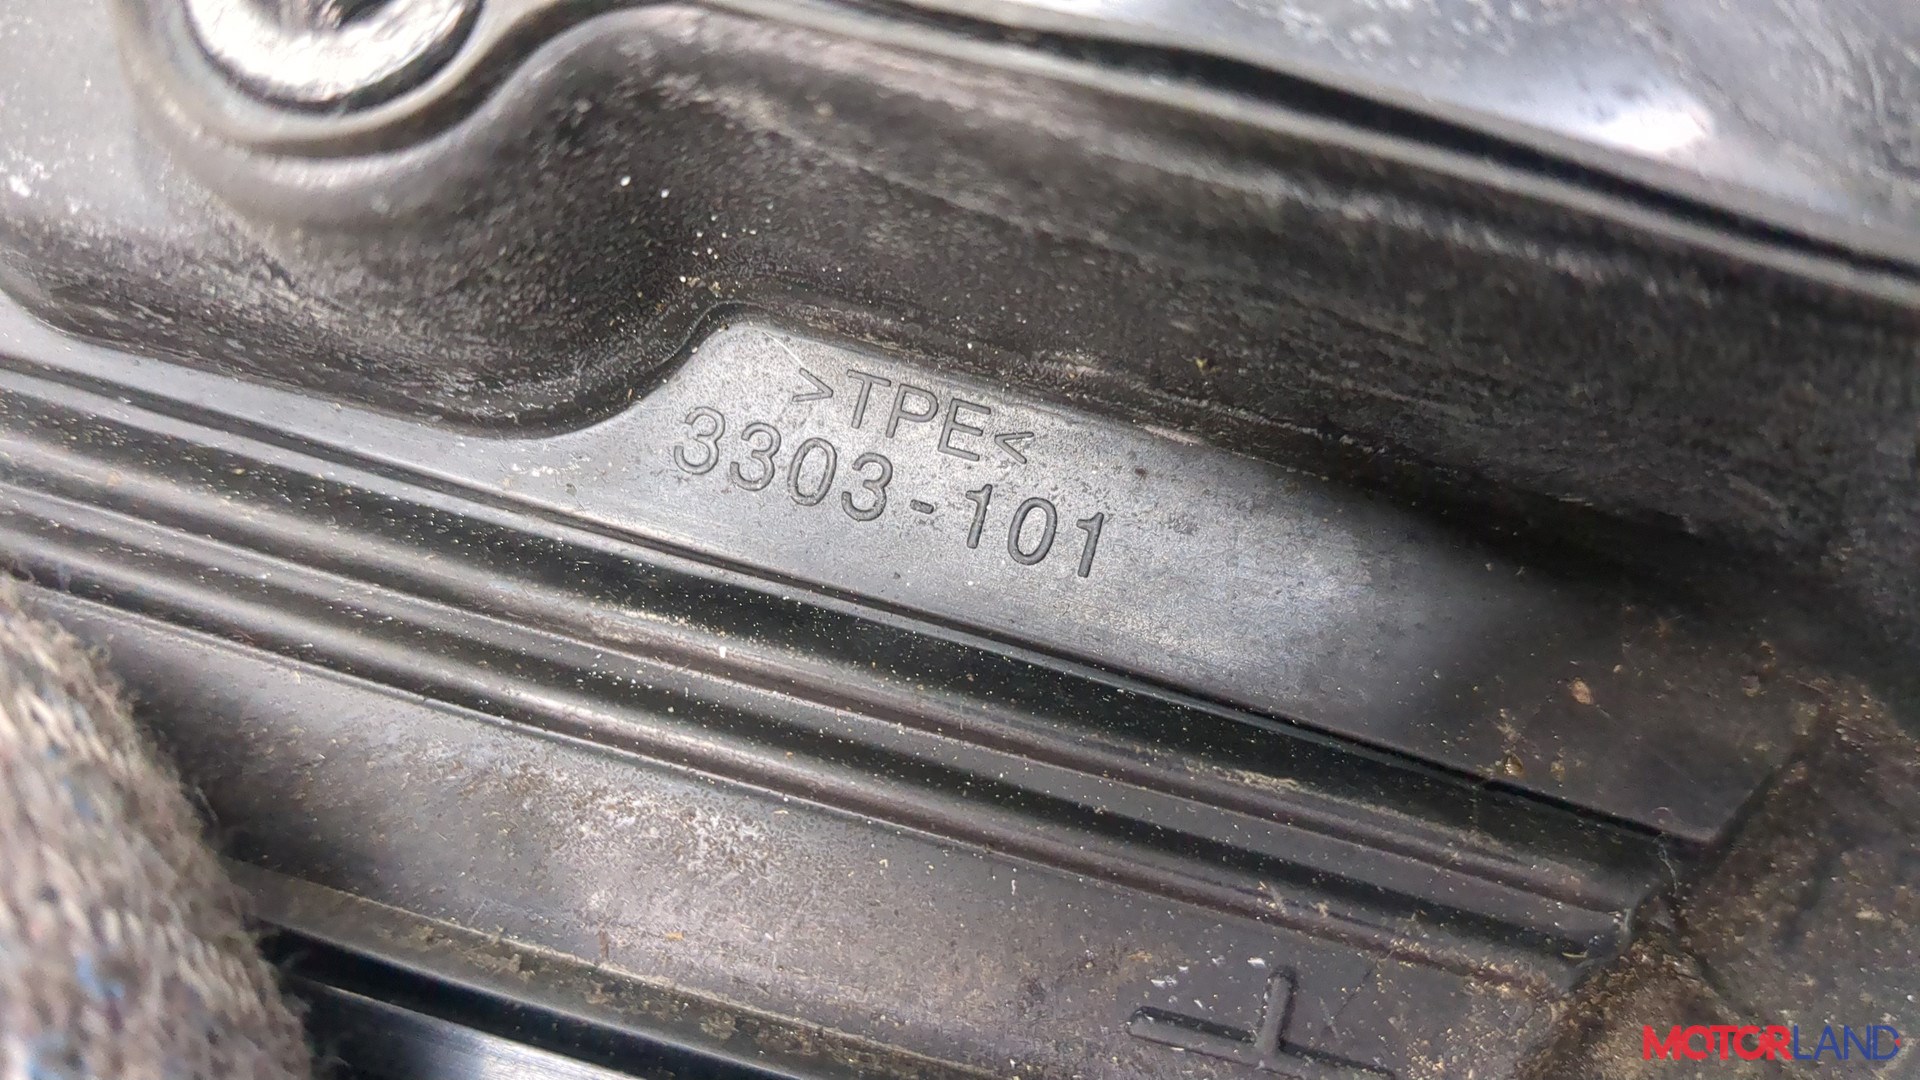 >TPE<
3303-101
MOTORLAND